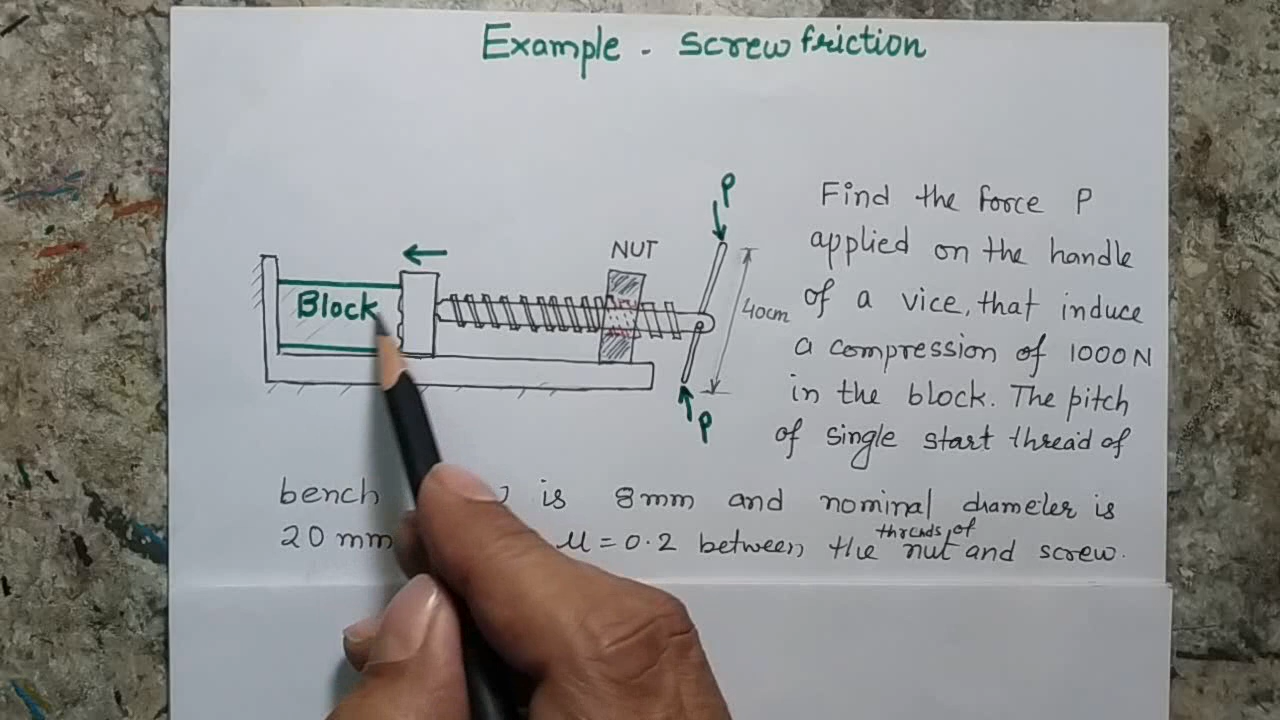 Example - screw friction
P
NUT
Block
40cm
P
Find the force P
applied on the handle
of a vice, that induce
a compression of 1000N
in the block. The pitch
of single start thread of
bench is 8mm and nominal diameter is
threads of
20mm μ = 0.2 between the nut and screw.